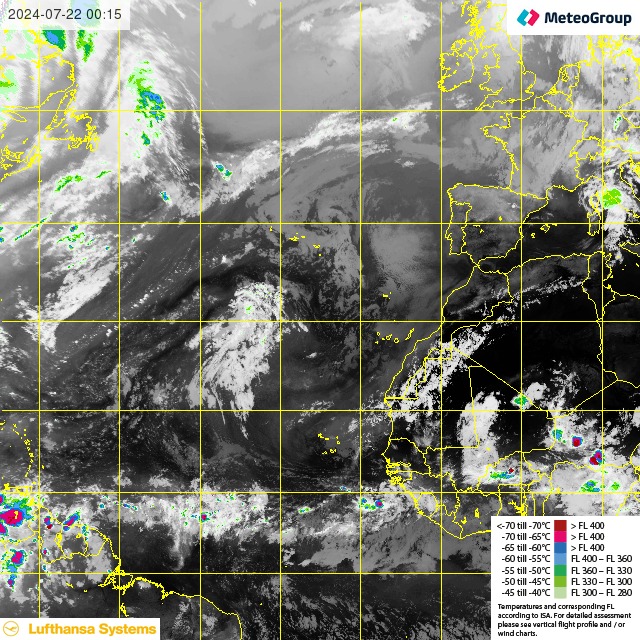 2024-07-22 00:15
MeteoGroup
<-70 till -70°C > FL 400
-70 till -65°C > FL 400
-65 till -60°C > FL 400
-60 till -55°C FL 400 – FL 360
-55 till -50°C FL 360 – FL 330
-50 till -45°C FL 330 – FL 300
-45 till -40°C FL 300 – FL 280
Temperatures and corresponding FL
according to ISA. For detailed assessment
please see vertical flight profile and / or
wind charts.
Lufthansa Systems